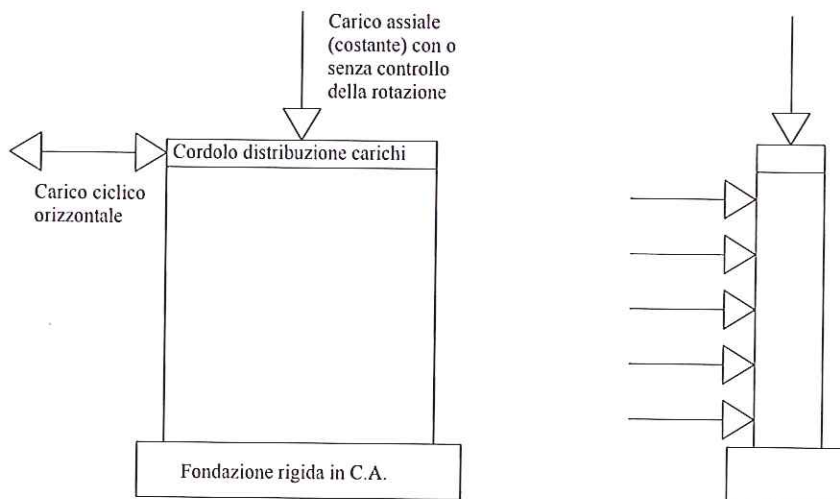 Carico assiale
(costante) con o
senza controllo
della rotazione
Cordolo distribuzione carichi
Carico ciclico
orizzontale
Fondazione rigida in C.A.